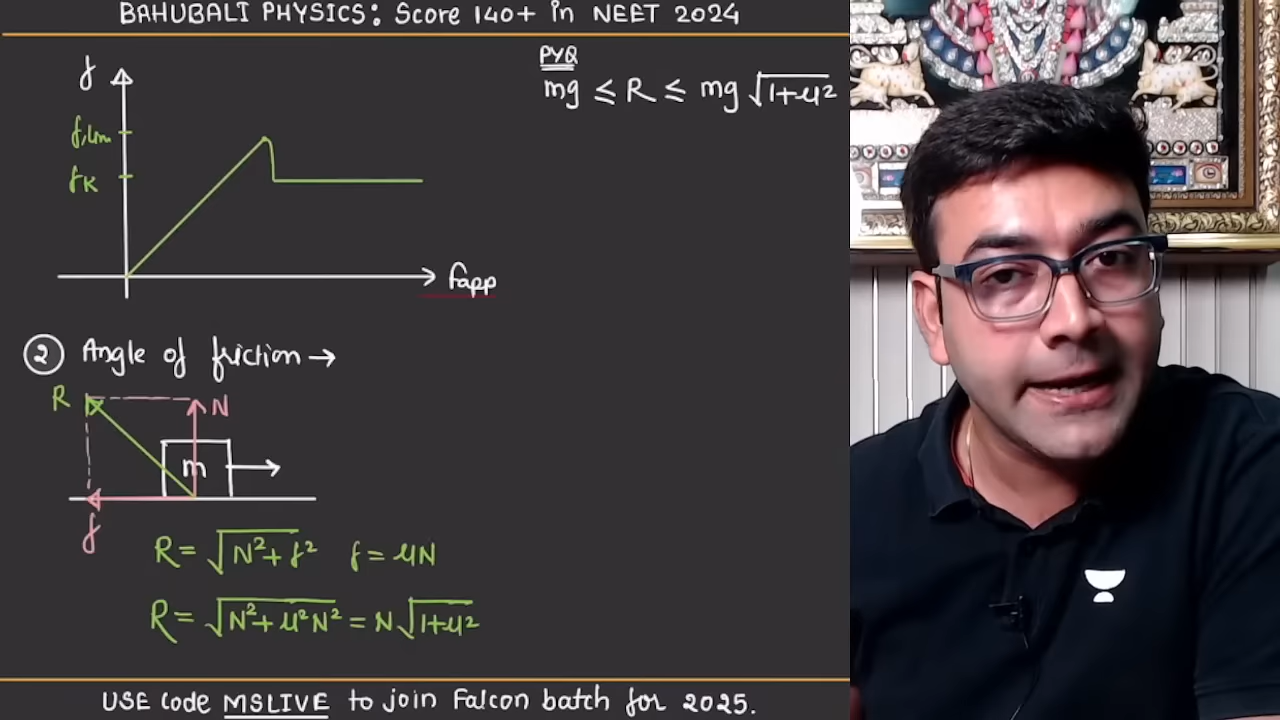 BAHUBALI PHYSICS: Score 140+ in NEET 2024
f
f,lim
fK
Fapp
PYQ
mg ≤ R ≤ mg √1+μ²
② Angle of friction →
R
N
m
f
R = √N²+f² f = μN
R = √N²+μ²N² = N√1+μ²
USE Code MSLIVE to join Falcon batch for 2025.